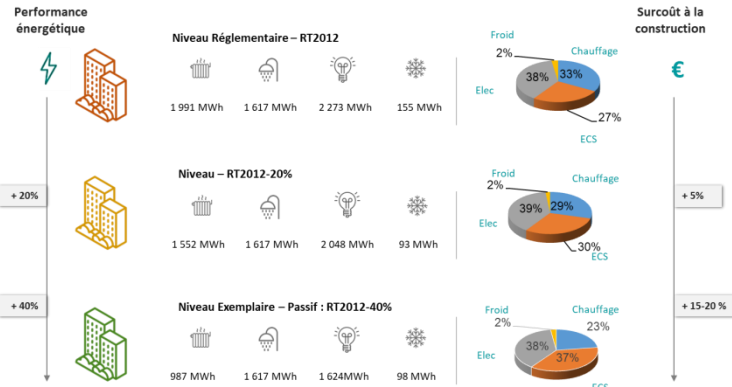 Performance
énergétique
Surcoût à la
construction
€
Niveau Réglementaire – RT2012
1 991 MWh
1 617 MWh
2 273 MWh
155 MWh
Froid
2%
Chauffage
38%
33%
Elec
27%
ECS
+ 20%
Niveau – RT2012-20%
1 552 MWh
1 617 MWh
2 048 MWh
93 MWh
Froid
2%
Chauffage
39%
29%
Elec
30%
ECS
+ 5%
+ 40%
Niveau Exemplaire – Passif : RT2012-40%
987 MWh
1 617 MWh
1 624MWh
98 MWh
Froid
2%
Chauffage
23%
38%
Elec
37%
ECS
+ 15-20 %